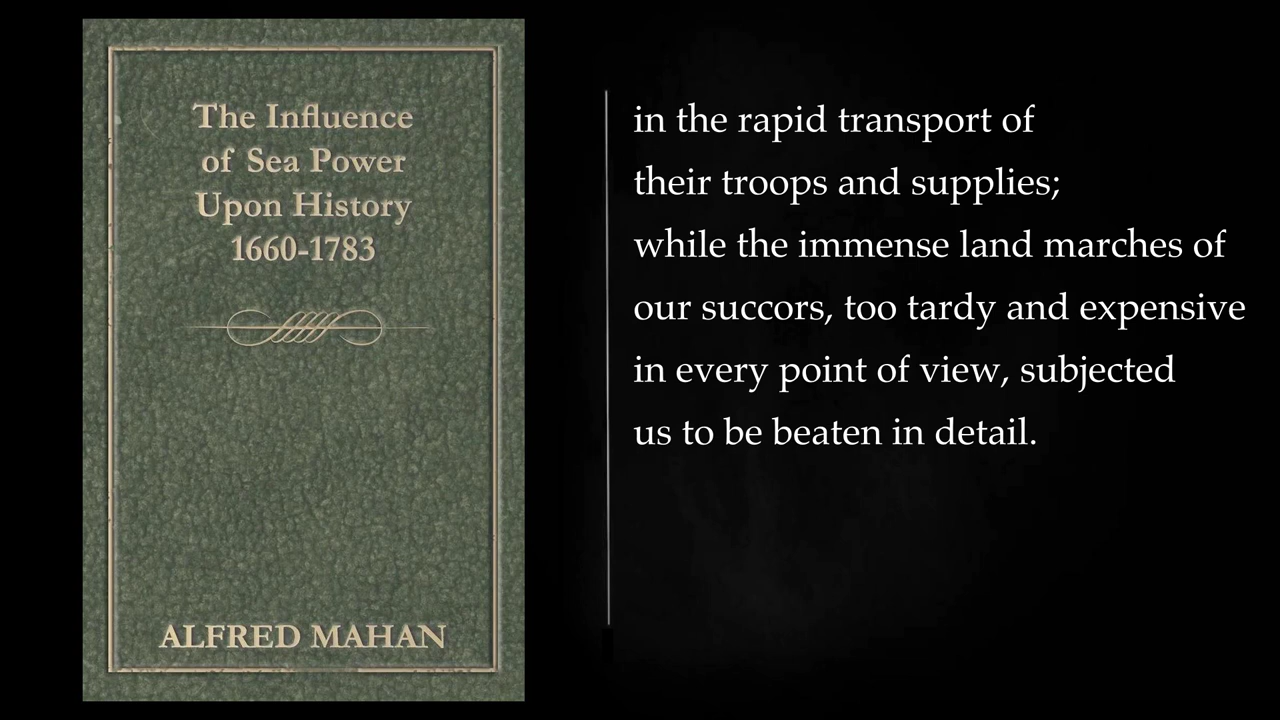 The Influence
of Sea Power
Upon History
1660-1783
ALFRED MAHAN
in the rapid transport of
their troops and supplies;
while the immense land marches of
our succors, too tardy and expensive
in every point of view, subjected
us to be beaten in detail.